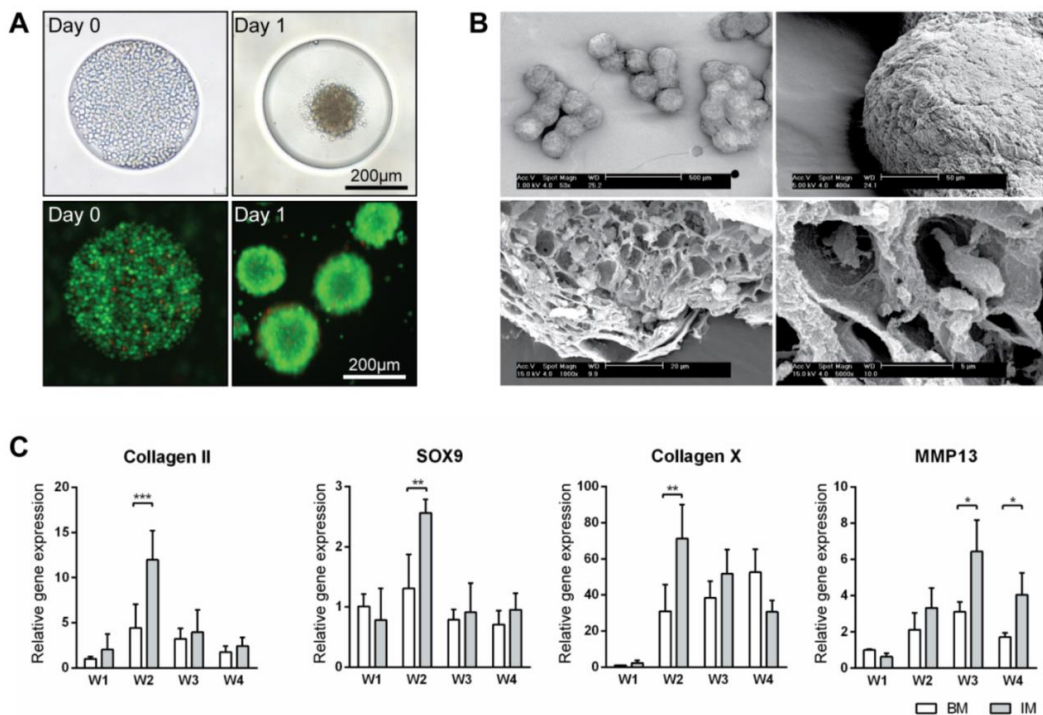 A
Day 0
Day 1
200µm
Day 0
Day 1
200µm
B
Acc.V Spot Magn WD 500 µm
1.00 kV 4.0 53x 25.2
Acc.V Spot Magn WD 50 µm
5.00 kV 4.0 400x 24.1
Acc.V Spot Magn WD 20 µm
15.0 kV 4.0 1000x 9.9
Acc.V Spot Magn WD 5 µm
15.0 kV 4.0 5000x 10.0
C
Collagen II
Relative gene expression
20
15
10
5
0
***
W1 W2 W3 W4
SOX9
Relative gene expression
3
2
1
0
**
W1 W2 W3 W4
Collagen X
Relative gene expression
100
80
60
40
20
0
**
W1 W2 W3 W4
MMP13
Relative gene expression
10
8
6
4
2
0
* *
W1 W2 W3 W4
BM IM